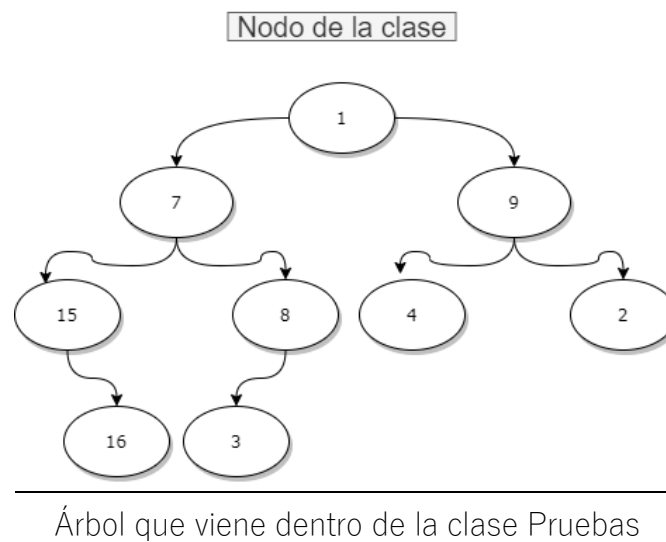 Nodo de la clase
1
7 9
15 8 4 2
16 3
Árbol que viene dentro de la clase Pruebas